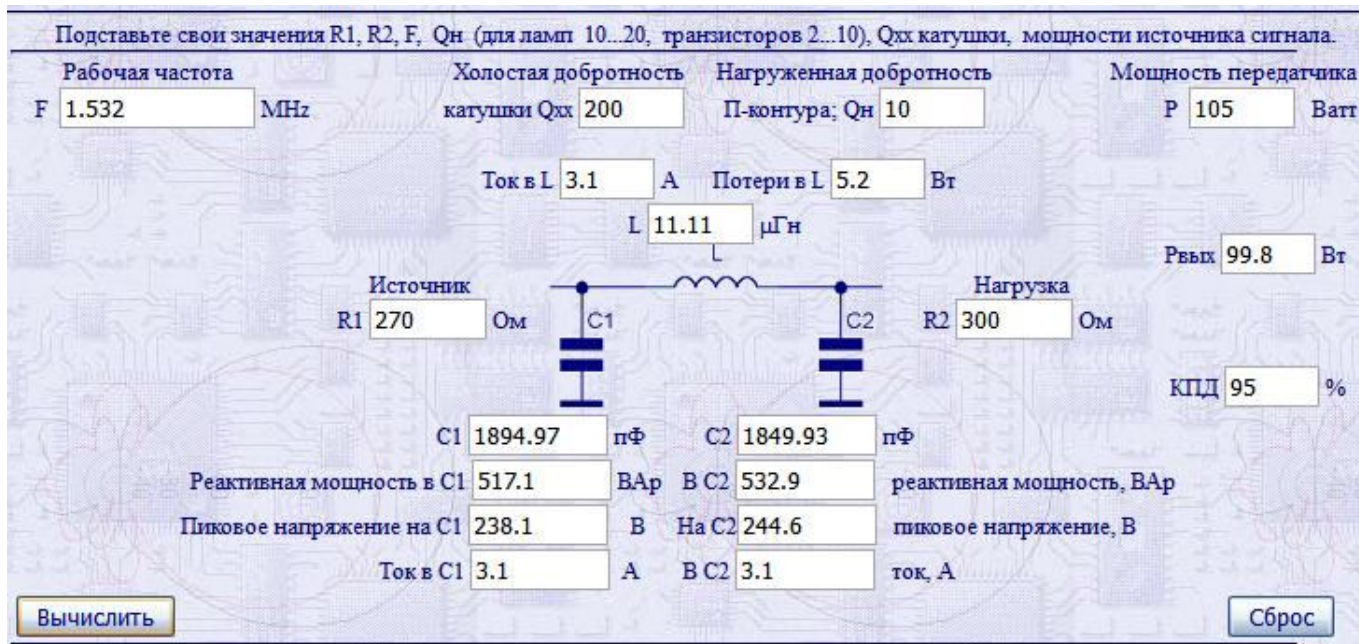 Подставьте свои значения R1, R2, F, Qн (для ламп 10...20, транзисторов 2...10), Qхх катушки, мощности источника сигнала.
Рабочая частота Холостая добротность Нагруженная добротность Мощность передатчика
F 1.532 MHz катушки Qхх 200 П-контура; Qн 10 P 105 Ватт
Ток в L 3.1 А Потери в L 5.2 Вт
L 11.11 μГн
L
Рвых 99.8 Вт
Источник Нагрузка
R1 270 Ом C1 C2 R2 300 Ом
КПД 95 %
C1 1894.97 пФ C2 1849.93 пФ
Реактивная мощность в C1 517.1 ВАр В C2 532.9 реактивная мощность, ВАр
Пиковое напряжение на C1 238.1 В На C2 244.6 пиковое напряжение, В
Ток в C1 3.1 А В C2 3.1 ток, А
Вычислить Сброс